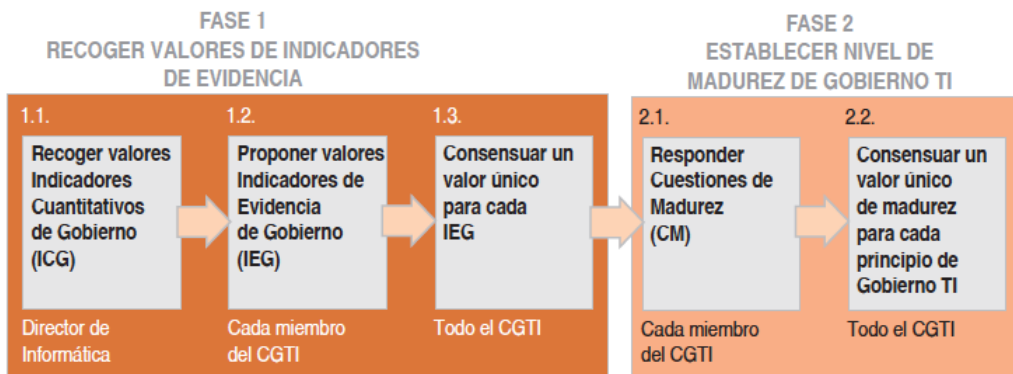 FASE 1
RECOGER VALORES DE INDICADORES
DE EVIDENCIA
FASE 2
ESTABLECER NIVEL DE
MADUREZ DE GOBIERNO TI
1.1.
Recoger valores
Indicadores
Cuantitativos
de Gobierno
(ICG)
Director de
Informática
1.2.
Proponer valores
Indicadores de
Evidencia
de Gobierno
(IEG)
Cada miembro
del CGTI
1.3.
Consensuar un
valor único
para cada
IEG
Todo el CGTI
2.1.
Responder
Cuestiones de
Madurez
(CM)
Cada miembro
del CGTI
2.2.
Consensuar un
valor único
de madurez
para cada
principio de
Gobierno TI
Todo el CGTI